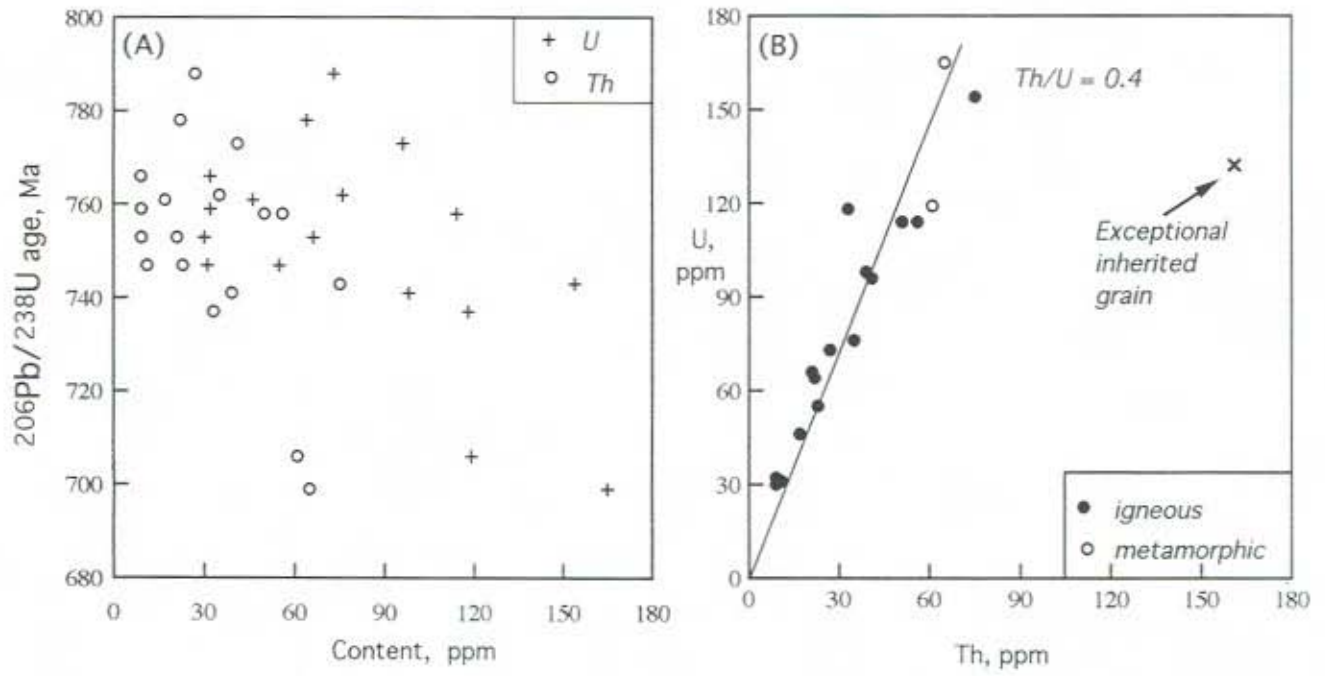 (A)
+ U
o Th
800
780
760
740
720
700
680
206Pb/238U age, Ma
0 30 60 90 120 150 180
Content, ppm
(B)
Th/U = 0.4
180
150
120
90
60
30
0
U,
ppm
Exceptional
inherited
grain
igneous
metamorphic
0 30 60 90 120 150 180
Th, ppm